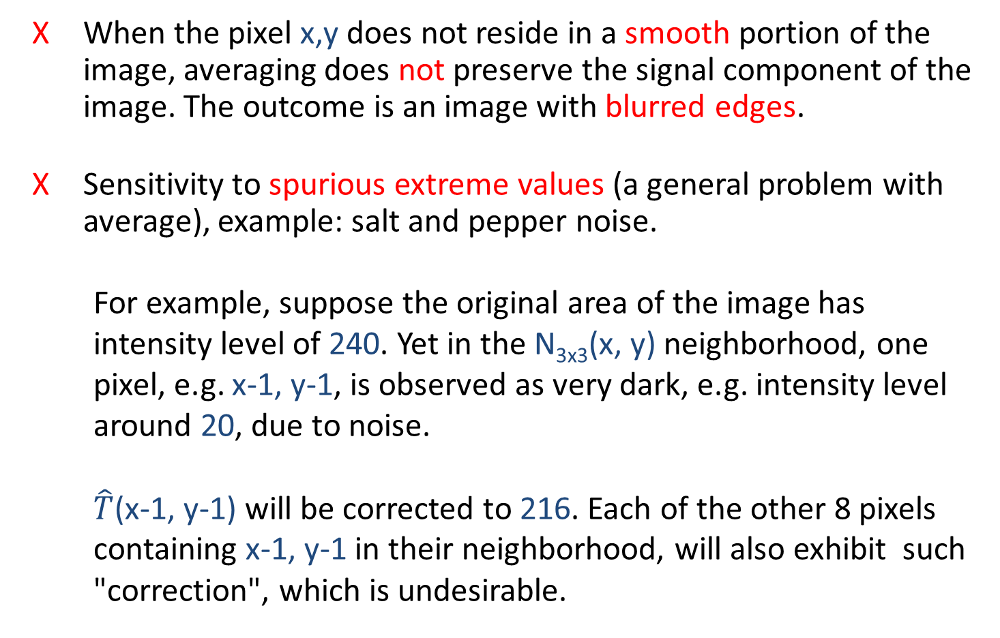 X When the pixel x,y does not reside in a smooth portion of the
image, averaging does not preserve the signal component of the
image. The outcome is an image with blurred edges.
X Sensitivity to spurious extreme values (a general problem with
average), example: salt and pepper noise.
For example, suppose the original area of the image has
intensity level of 240. Yet in the N₃ₓ₃(x, y) neighborhood, one
pixel, e.g. x-1, y-1, is observed as very dark, e.g. intensity level
around 20, due to noise.
T̂(x-1, y-1) will be corrected to 216. Each of the other 8 pixels
containing x-1, y-1 in their neighborhood, will also exhibit such
"correction", which is undesirable.